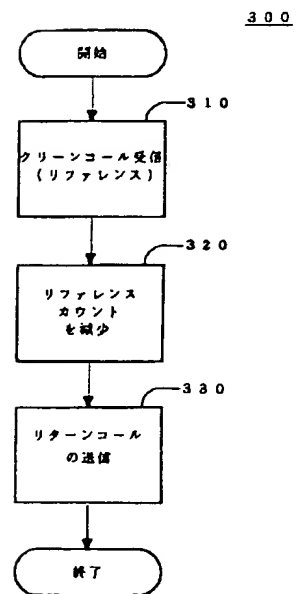 ３００
開始
３１０
クリーンコール受信
（リファレンス）
３２０
リファレンス
カウント
を減少
３３０
リターンコール
の送信
終了